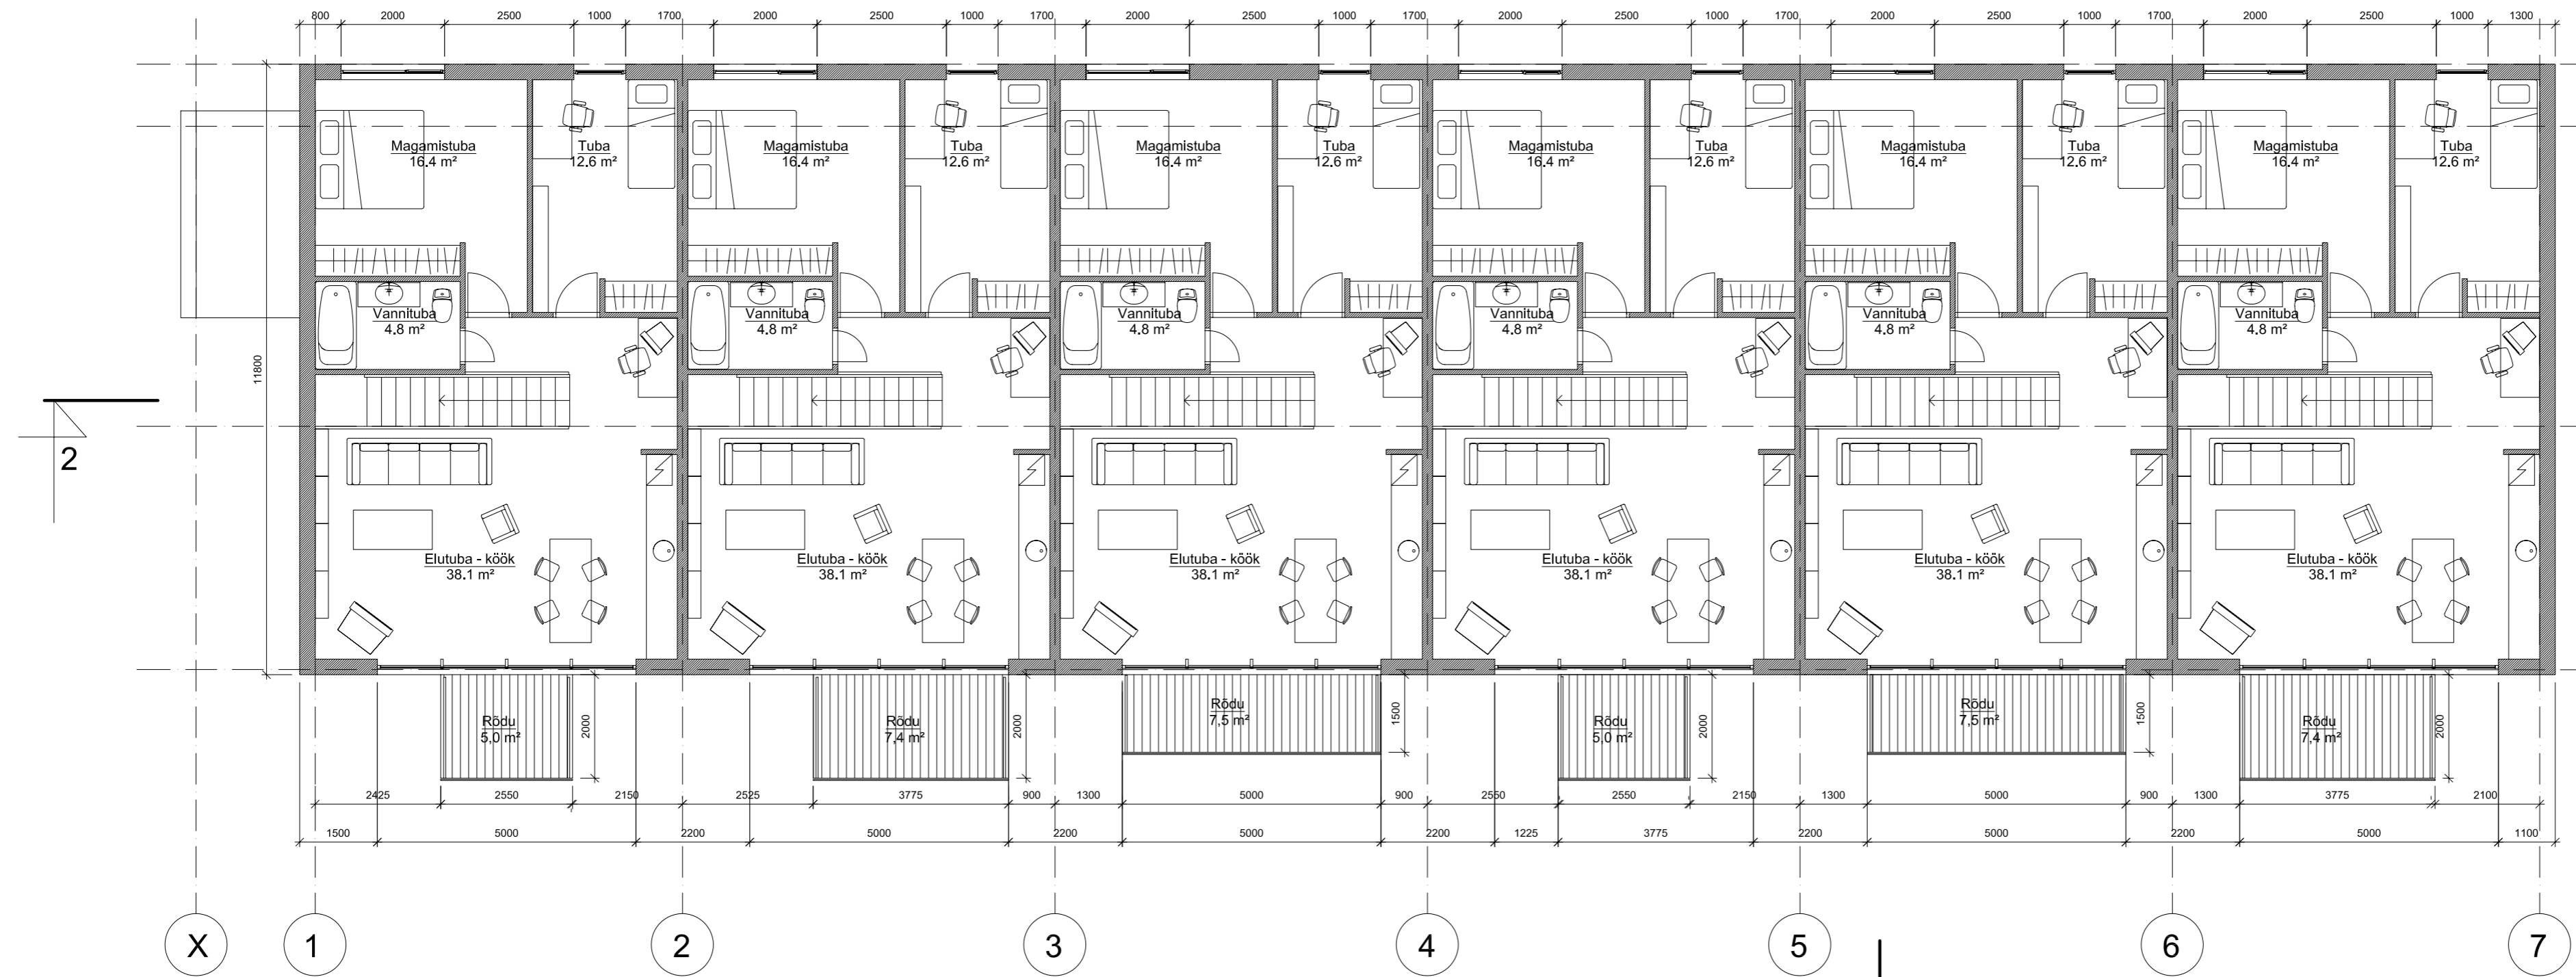 800 2000 2500 1000 1700 2000 2500 1000 1700 2000 2500 1000 1700 2000 2500 1000 1700 2000 2500 1000 1700 2000 2500 1000 1300
Magamistuba Tuba Magamistuba Tuba Magamistuba Tuba Magamistuba Tuba Magamistuba Tuba Magamistuba Tuba
16.4 m² 12.6 m² 16.4 m² 12.6 m² 16.4 m² 12.6 m² 16.4 m² 12.6 m² 16.4 m² 12.6 m² 16.4 m² 12.6 m²
Vannituba Vannituba Vannituba Vannituba Vannituba Vannituba
4.8 m² 4.8 m² 4.8 m² 4.8 m² 4.8 m² 4.8 m²
11800
2
Elutuba - köök Elutuba - köök Elutuba - köök Elutuba - köök Elutuba - köök Elutuba - köök
38.1 m² 38.1 m² 38.1 m² 38.1 m² 38.1 m² 38.1 m²
Rõdu Rõdu Rõdu Rõdu Rõdu Rõdu
5,0 m² 7,4 m² 7,5 m² 5,0 m² 7,5 m² 7,4 m²
2000 2000 1500 2000 1500 2000
2425 2550 2150 2525 3775 900 1300 5000 900 2550 2550 2150 1300 5000 900 1300 3775 2100
1500 5000 2200 5000 2200 5000 2200 1225 3775 2200 5000 2200 5000 1100
X 1 2 3 4 5 6 7